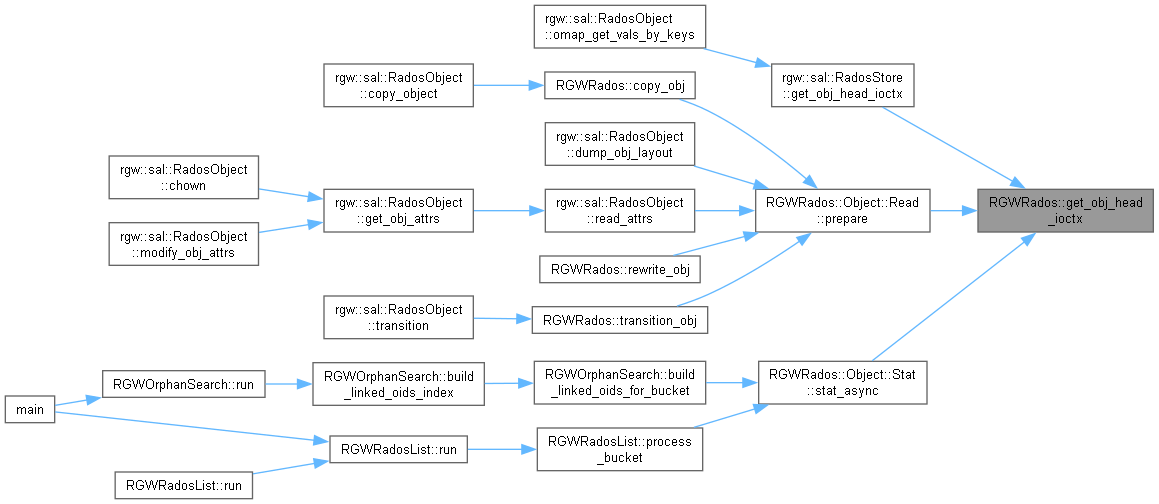 rgw::sal::RadosObject
::omap_get_vals_by_keys
rgw::sal::RadosObject
::copy_object
RGWRados::copy_obj
rgw::sal::RadosStore
::get_obj_head_ioctx
rgw::sal::RadosObject
::dump_obj_layout
rgw::sal::RadosObject
::chown
rgw::sal::RadosObject
::get_obj_attrs
rgw::sal::RadosObject
::read_attrs
RGWRados::Object::Read
::prepare
RGWRados::get_obj_head
_ioctx
rgw::sal::RadosObject
::modify_obj_attrs
RGWRados::rewrite_obj
rgw::sal::RadosObject
::transition
RGWRados::transition_obj
RGWOrphanSearch::run
RGWOrphanSearch::build
_linked_oids_index
RGWOrphanSearch::build
_linked_oids_for_bucket
RGWRados::Object::Stat
::stat_async
main
RGWRadosList::run
RGWRadosList::process
_bucket
RGWRadosList::run